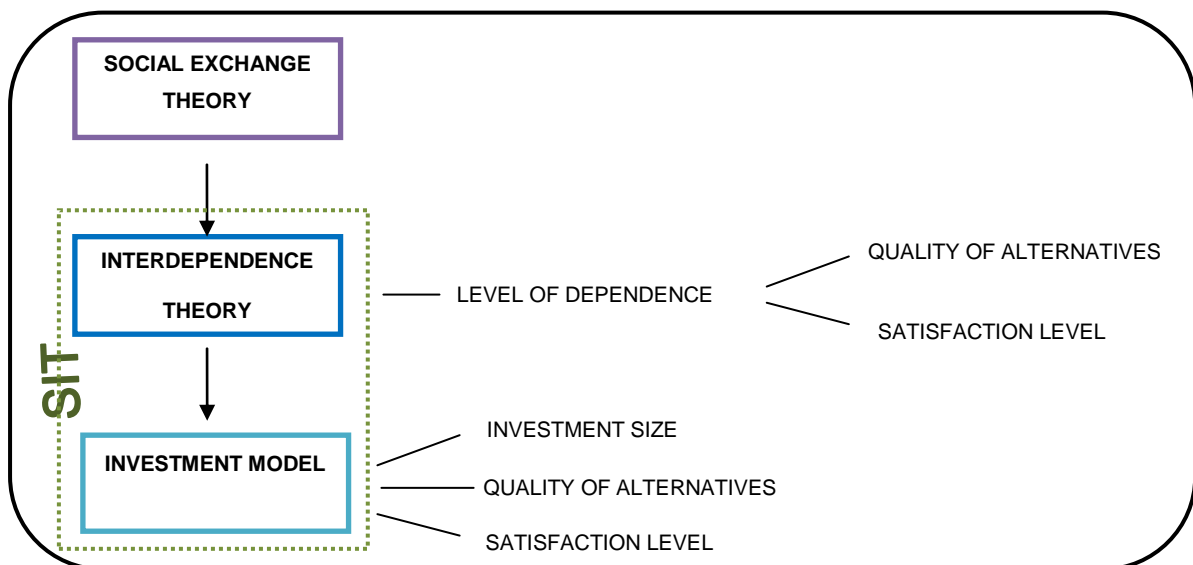 SOCIAL EXCHANGE
THEORY
INTERDEPENDENCE
THEORY
LEVEL OF DEPENDENCE
QUALITY OF ALTERNATIVES
SATISFACTION LEVEL
SIT
INVESTMENT MODEL
INVESTMENT SIZE
QUALITY OF ALTERNATIVES
SATISFACTION LEVEL